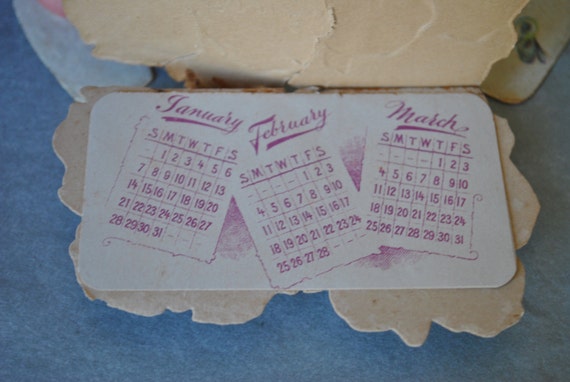 January
S M T W T F S
- 1 2 3 4 5 6
7 8 9 10 11 12 13
14 15 16 17 18 19 20
21 22 23 24 25 26 27
28 29 30 31 - - -
February
S M T W T F S
- - - - 1 2 3
4 5 6 7 8 9 10
11 12 13 14 15 16 17
18 19 20 21 22 23 24
25 26 27 28 - - -
March
S M T W T F S
- - - - 1 2 3
4 5 6 7 8 9 10
11 12 13 14 15 16 17
18 19 20 21 22 23 24
25 26 27 28 29 30 31